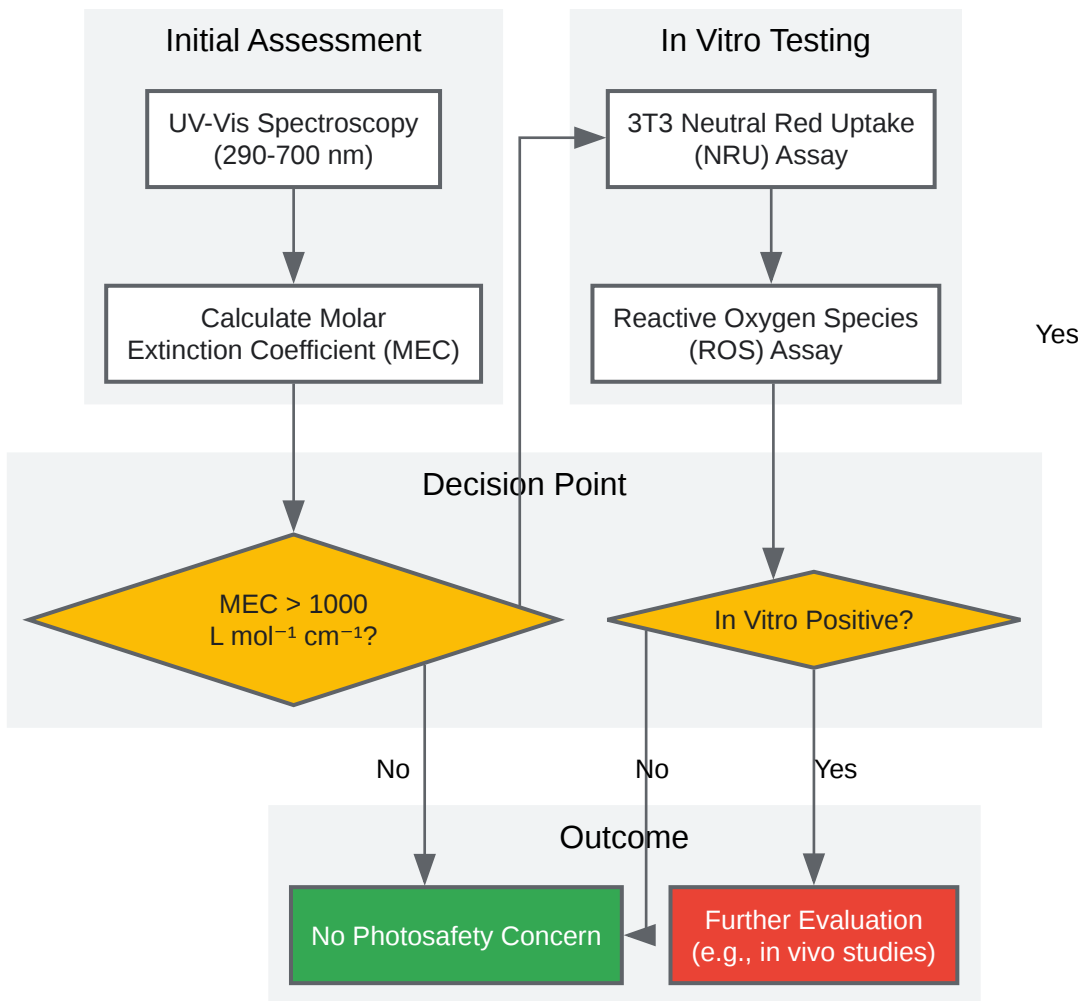 Initial Assessment
UV-Vis Spectroscopy
(290-700 nm)
Calculate Molar
Extinction Coefficient (MEC)
In Vitro Testing
3T3 Neutral Red Uptake
(NRU) Assay
Reactive Oxygen Species
(ROS) Assay
Yes
Decision Point
MEC > 1000
L mol⁻¹ cm⁻¹?
In Vitro Positive?
No
No
Yes
Outcome
No Photosafety Concern
Further Evaluation
(e.g., in vivo studies)